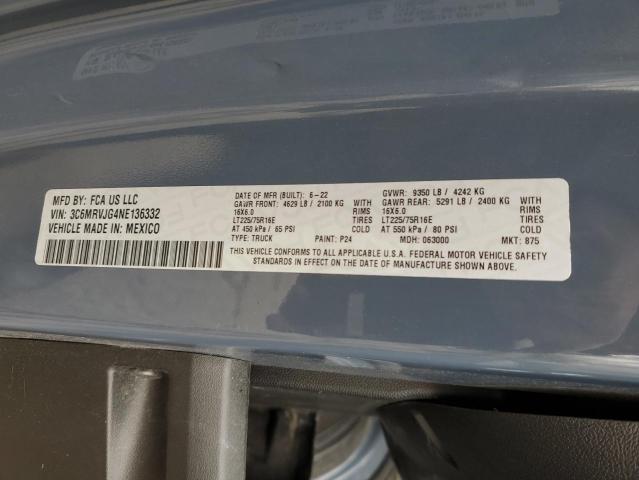 MFD BY: FCA US LLC
VIN: 3C6MRVJG4NE136332
VEHICLE MADE IN: MEXICO
DATE OF MFR (BUILT): 6-22
GAWR FRONT: 4629 LB / 2100 KG
16X6.0
LT225/75R16E TIRES
AT 450 kPa / 65 PSI COLD
TYPE: TRUCK PAINT: P24
GVWR: 9350 LB / 4242 KG
GAWR REAR: 5291 LB / 2400 KG
16X6.0
LT225/75R16E TIRES
AT 550 kPa / 80 PSI COLD
MDH: 063000 MKT: 875
THIS VEHICLE CONFORMS TO ALL APPLICABLE U.S.A. FEDERAL MOTOR VEHICLE SAFETY
STANDARDS IN EFFECT ON THE DATE OF MANUFACTURE SHOWN ABOVE.